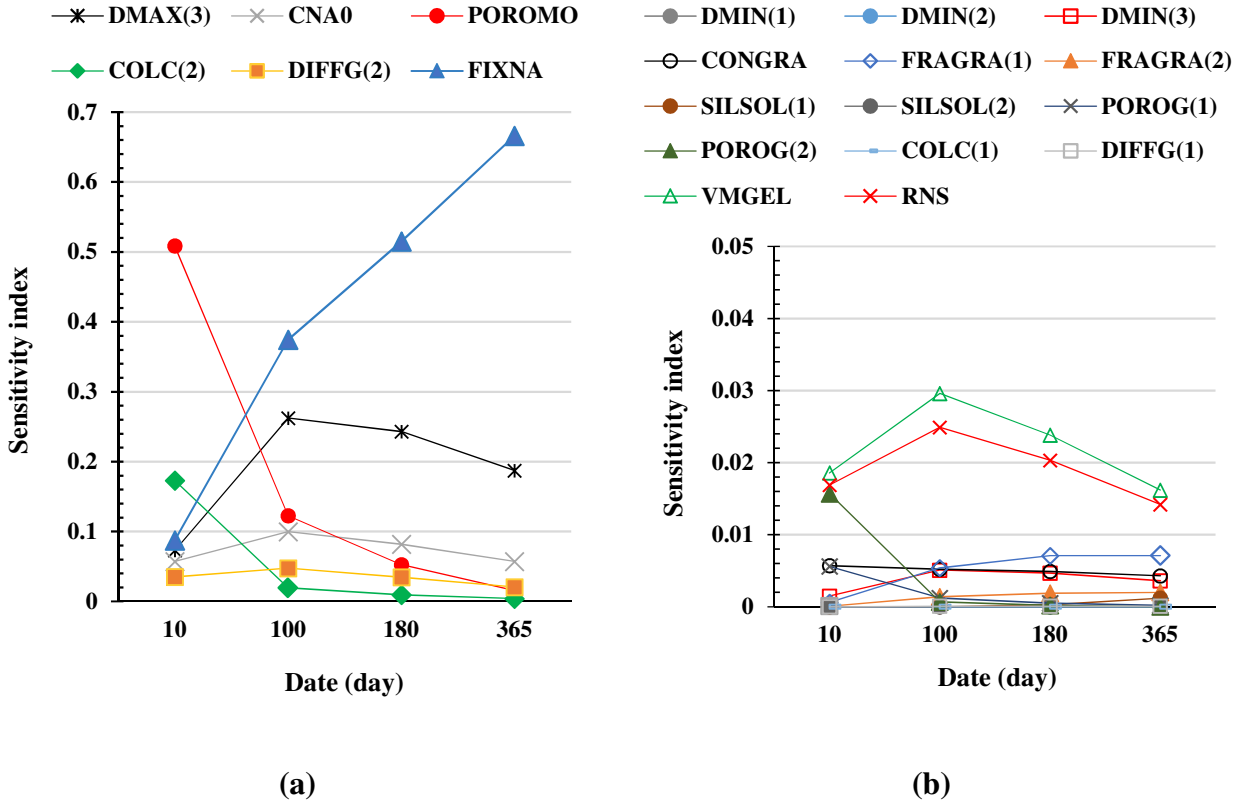 DMAX(3) CNA0 POROMO
COLC(2) DIFFG(2) FIXNA
0.7
0.6
0.5
0.4
0.3
0.2
0.1
0
Sensitivity index
10 100 180 365
Date (day)
(a)
DMIN(1) DMIN(2) DMIN(3)
CONGRA FRAGRA(1) FRAGRA(2)
SILSOL(1) SILSOL(2) POROG(1)
POROG(2) COLC(1) DIFFG(1)
VMGEL RNS
0.05
0.04
0.03
0.02
0.01
0
Sensitivity index
10 100 180 365
Date (day)
(b)